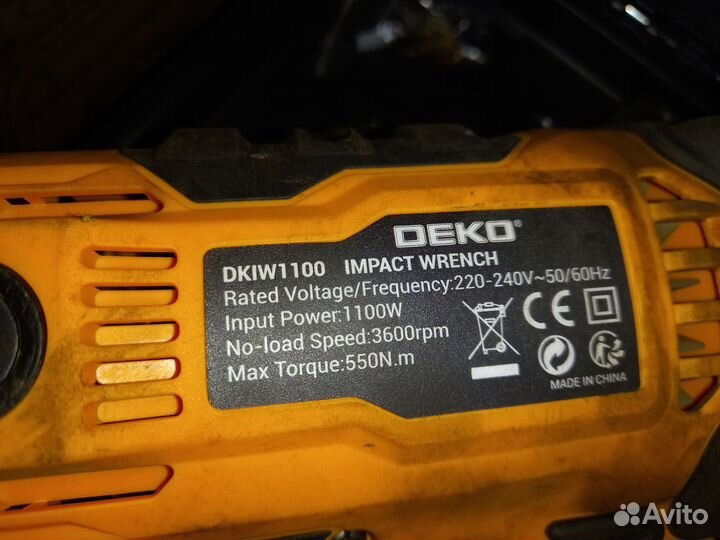 DEKO®
DKIW1100 IMPACT WRENCH
Rated Voltage/Frequency:220-240V~50/60Hz
Input Power:1100W
No-load Speed:3600rpm
Max Torque:550N.m
CE
MADE IN CHINA
Avito